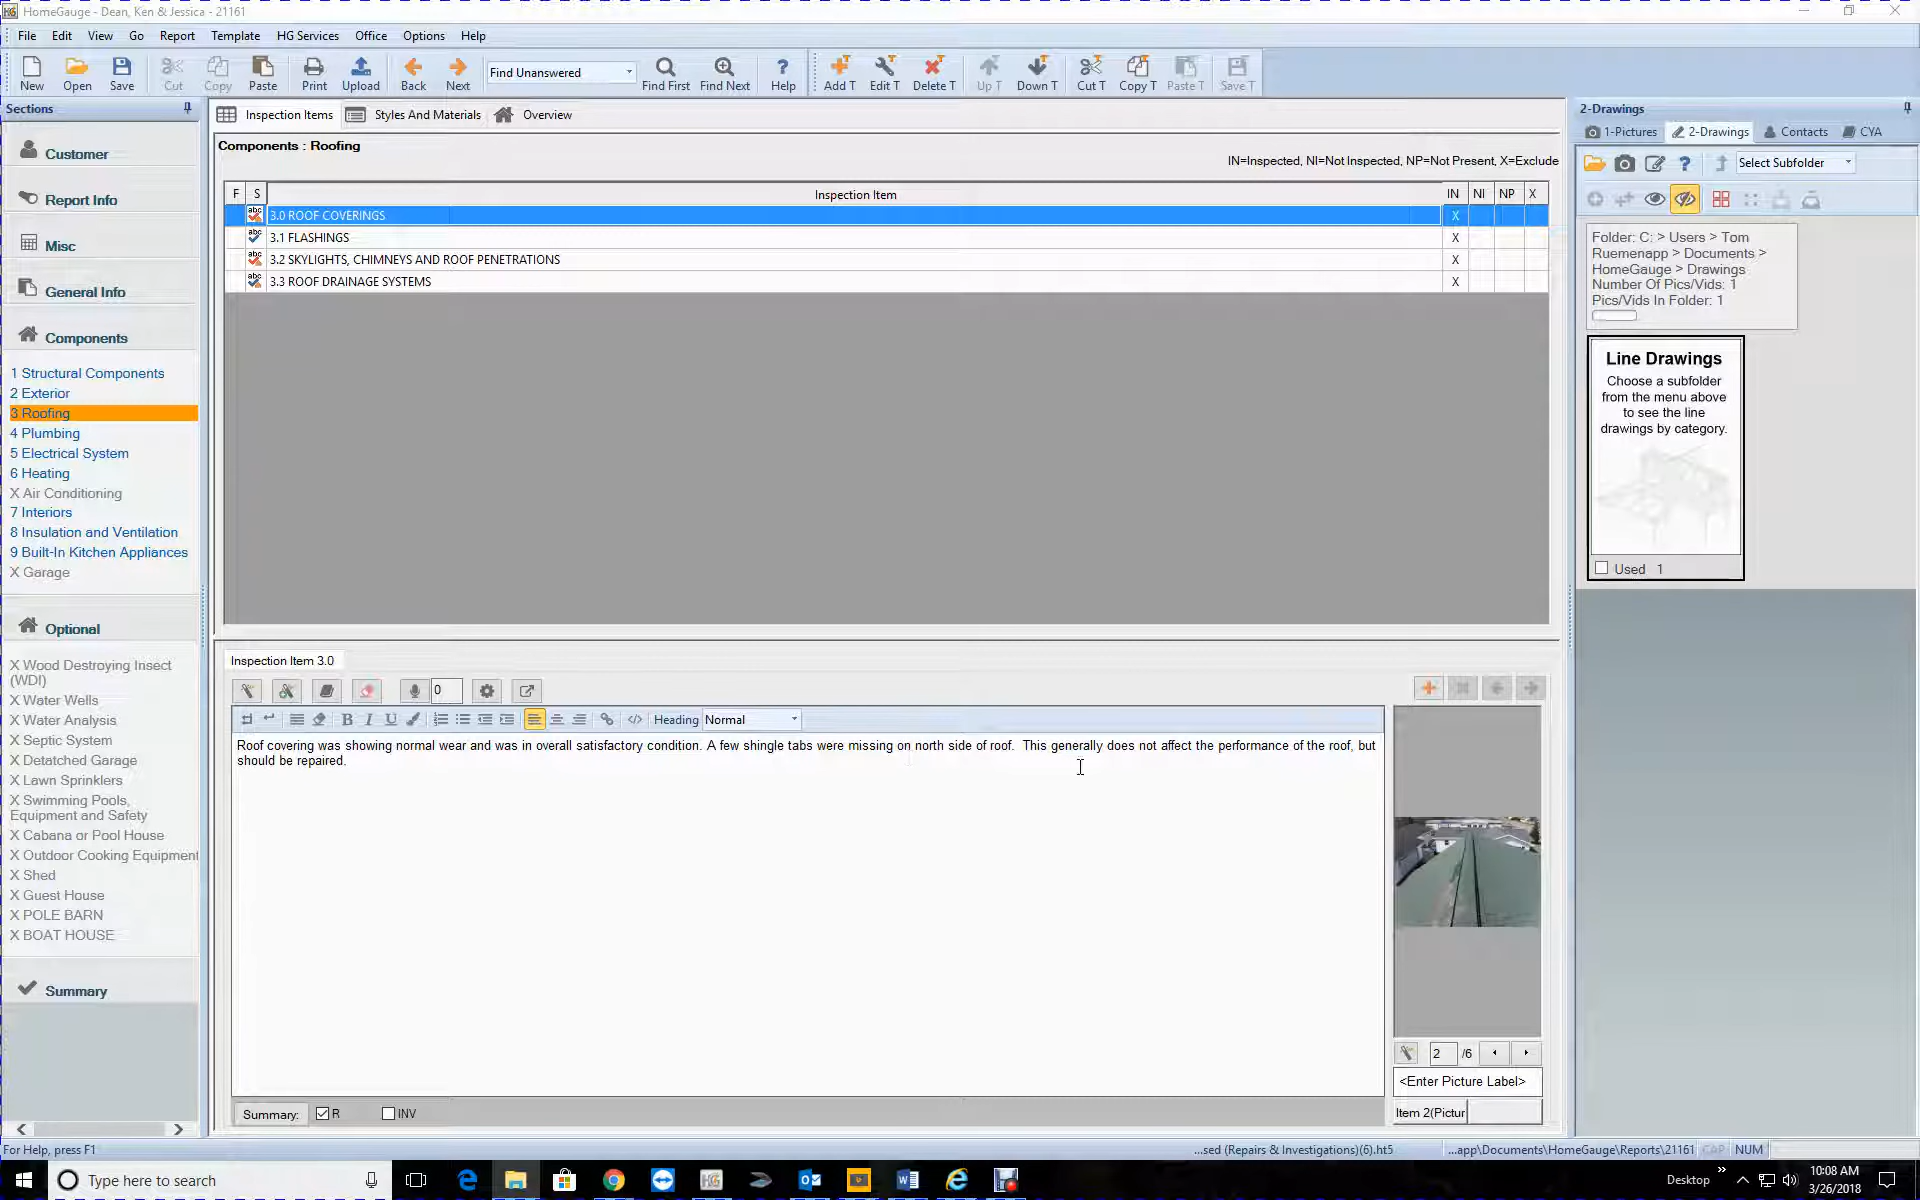 HomeGauge - Dean, Ken & Jessica - 21161
File Edit View Go Report Template HG Services Office Options Help
New Open Save Cut Copy Paste Print Upload Back Next Find Unanswered Find First Find Next Help Add T Edit T Delete T Up T Down T Cut T Copy T Paste T Save T
Sections
Customer
Report Info
Misc
General Info
Components
1 Structural Components
2 Exterior
3 Roofing
4 Plumbing
5 Electrical System
6 Heating
X Air Conditioning
7 Interiors
8 Insulation and Ventilation
9 Built-In Kitchen Appliances
X Garage
Optional
X Wood Destroying Insect
(WDI)
X Water Wells
X Water Analysis
X Septic System
X Detatched Garage
X Lawn Sprinklers
X Swimming Pools,
Equipment and Safety
X Cabana or Pool House
X Outdoor Cooking Equipment
X Shed
X Guest House
X POLE BARN
X BOAT HOUSE
Summary
Inspection Items Styles And Materials Overview
Components : Roofing
IN=Inspected, NI=Not Inspected, NP=Not Present, X=Exclude
F S Inspection Item IN NI NP X
abc 3.0 ROOF COVERINGS X
abc 3.1 FLASHINGS X
abc 3.2 SKYLIGHTS, CHIMNEYS AND ROOF PENETRATIONS X
abc 3.3 ROOF DRAINAGE SYSTEMS X
Inspection Item 3.0
0
B I U Heading Normal
Roof covering was showing normal wear and was in overall satisfactory condition. A few shingle tabs were missing on north side of roof. This generally does not affect the performance of the roof, but
should be repaired.
2 /6
<Enter Picture Label>
Item 2(Pictur
Summary: R INV
2-Drawings
1-Pictures 2-Drawings Contacts CYA
Select Subfolder
Folder: C: > Users > Tom
Ruemenapp > Documents >
HomeGauge > Drawings
Number Of Pics/Vids: 1
Pics/Vids In Folder: 1
Line Drawings
Choose a subfolder
from the menu above
to see the line
drawings by category.
Used 1
For Help, press F1
...sed (Repairs & Investigations)(6).ht5
...app\Documents\HomeGauge\Reports\21161
CAP NUM
Type here to search
Desktop
10:08 AM
3/26/2018